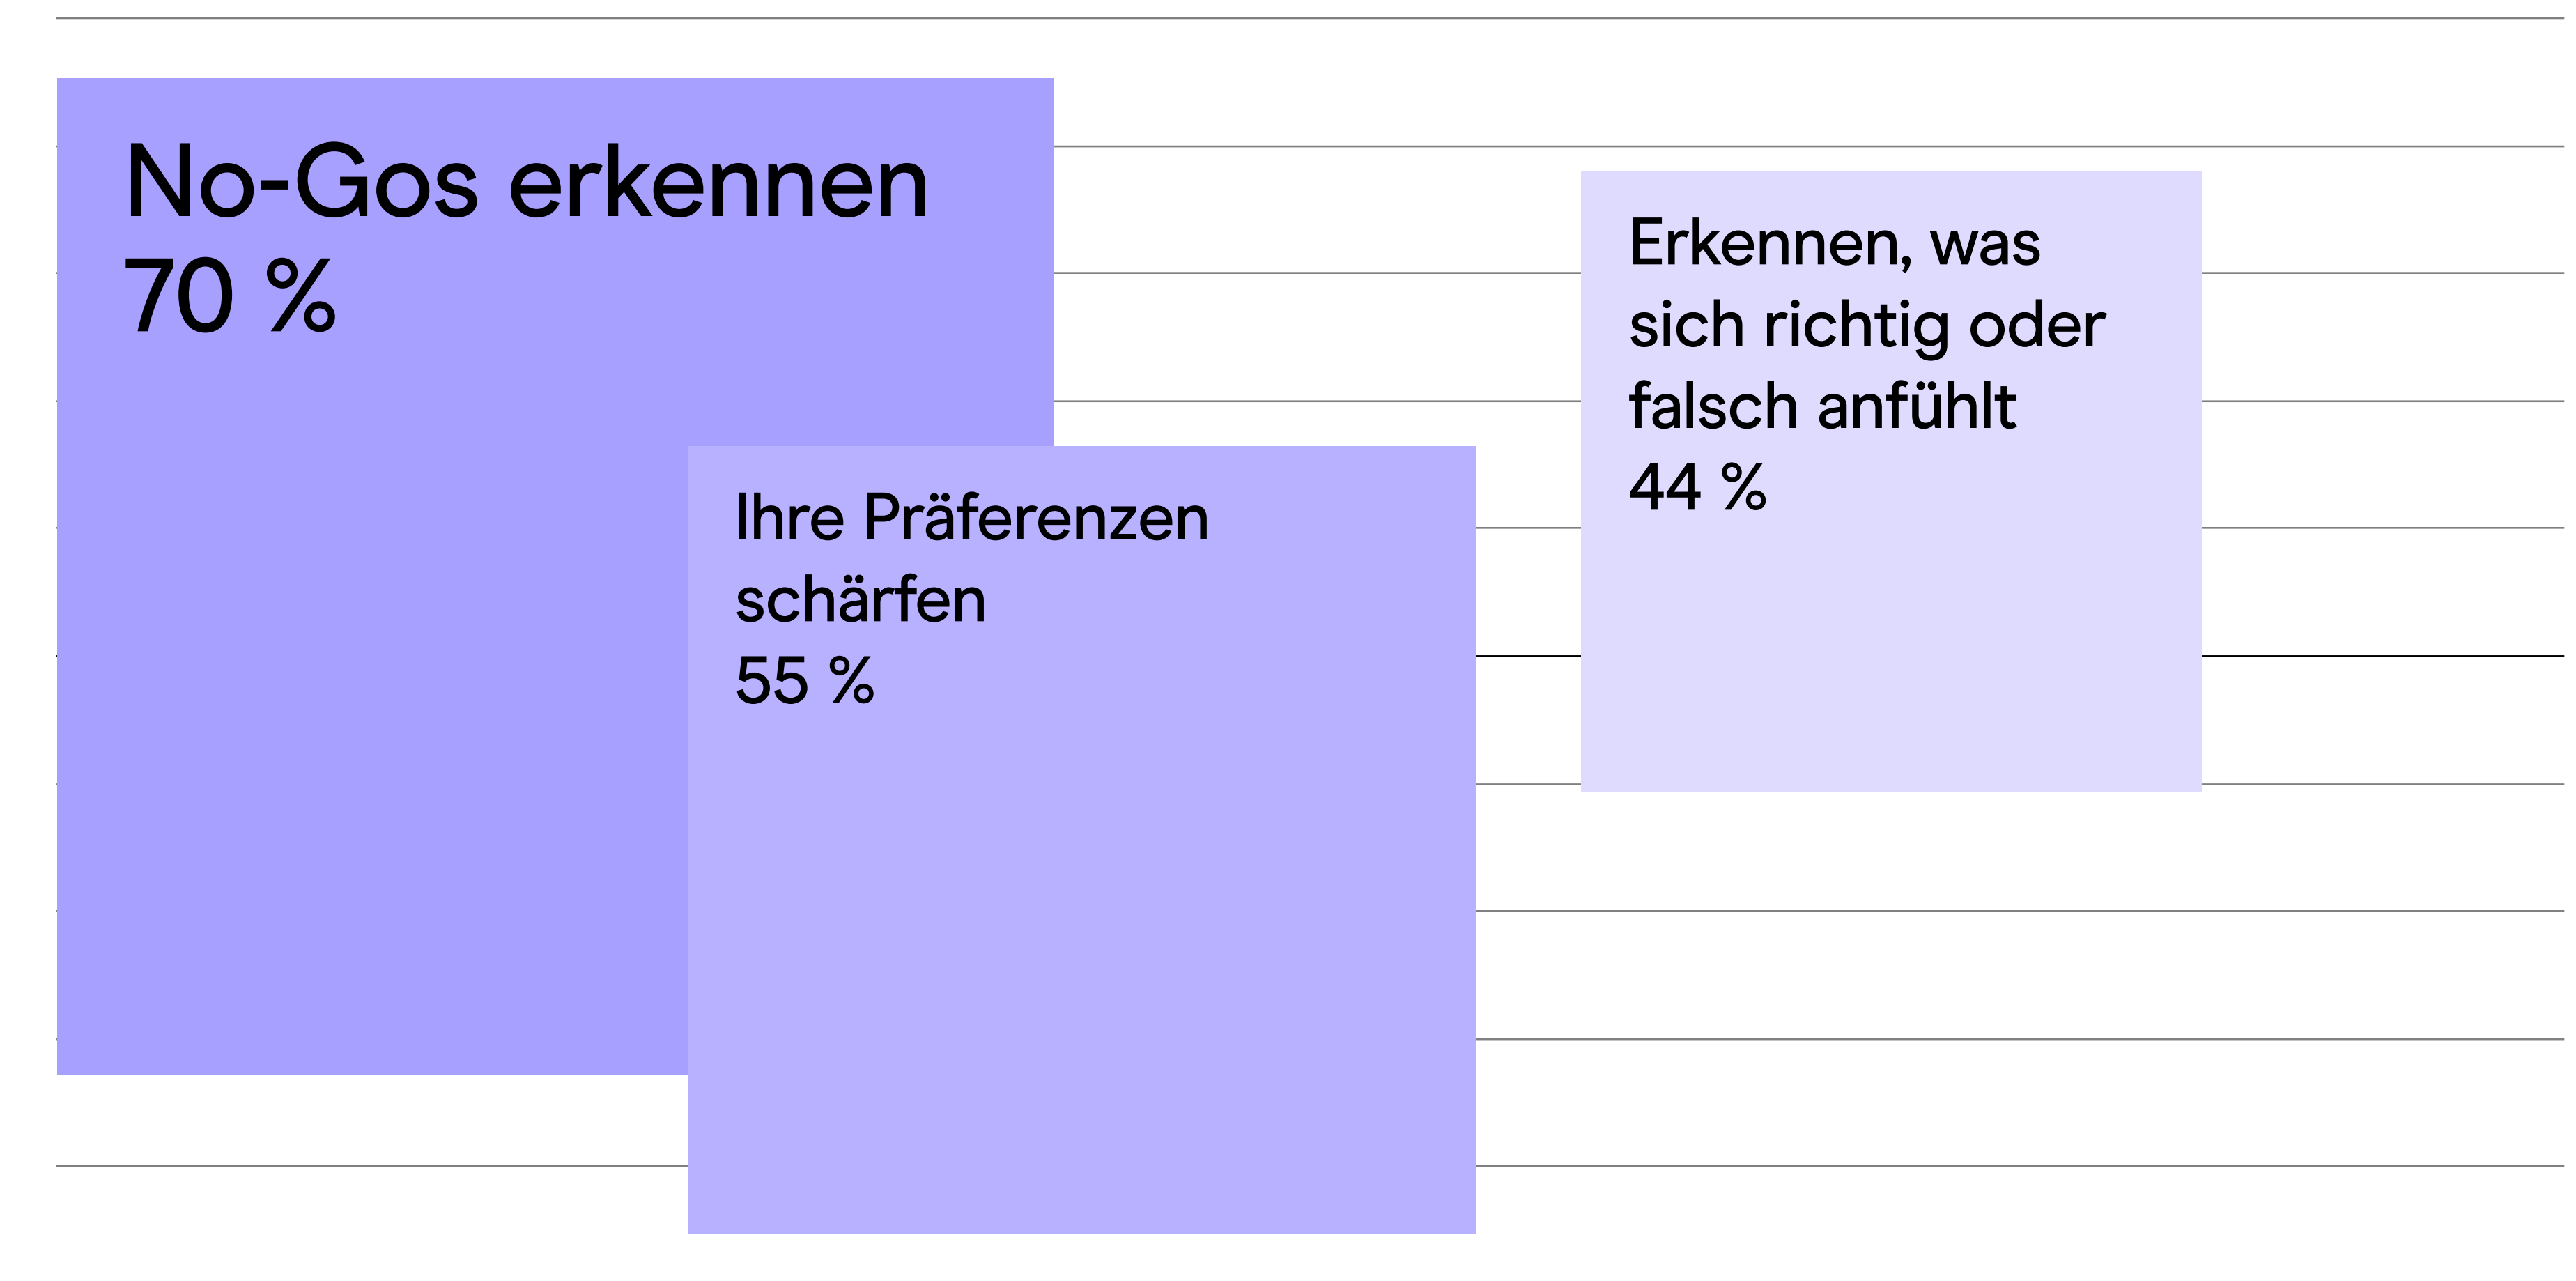 No-Gos erkennen
70 %
Ihre Präferenzen
schärfen
55 %
Erkennen, was
sich richtig oder
falsch anfühlt
44 %